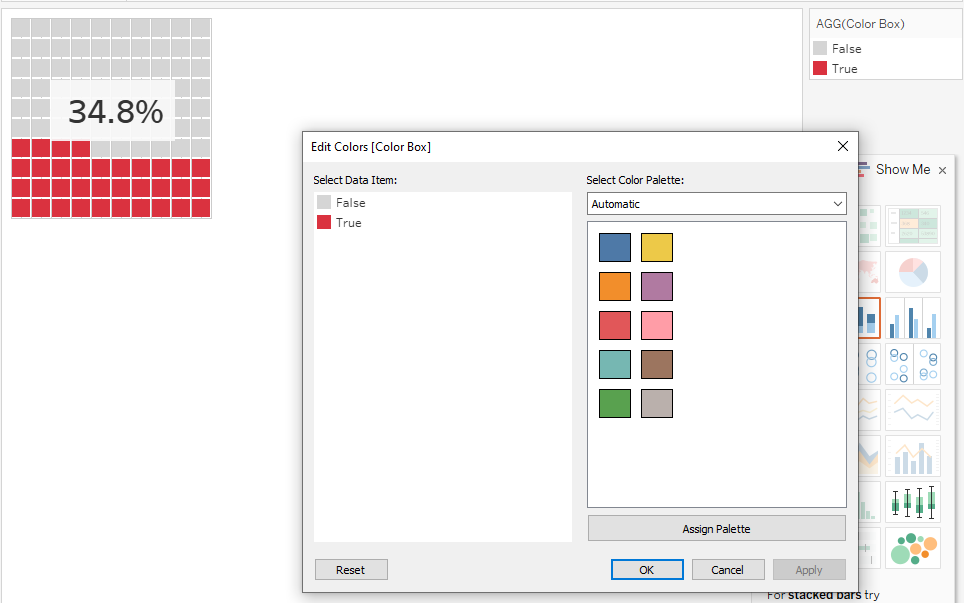 AGG(Color Box)
False
True
34.8%
Edit Colors [Color Box]
Show Me
Select Data Item:
Select Color Palette:
False
True
Automatic
Assign Palette
Reset
OK
Cancel
Apply
For stacked bars try